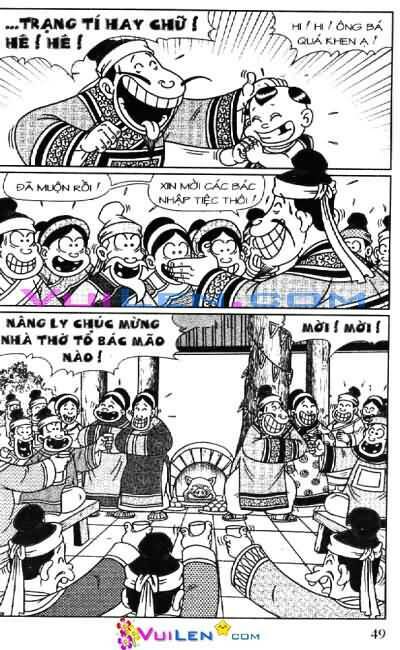 ...TRẠNG TÍ HAY CHỮ!
HÊ! HÊ!
HI! HI! ÔNG BÁ
QUÁ KHEN Ạ!
ĐÃ MUỘN RỒI!
XIN MỜI CÁC BÁC
NHẬP TIỆC THÔI!
VUILEN.COM
NÂNG LY CHÚC MỪNG
NHÀ THỜ TỔ BÁC MÃO
NÀO!
MỜI! MỜI!
49
VUILEN.COM